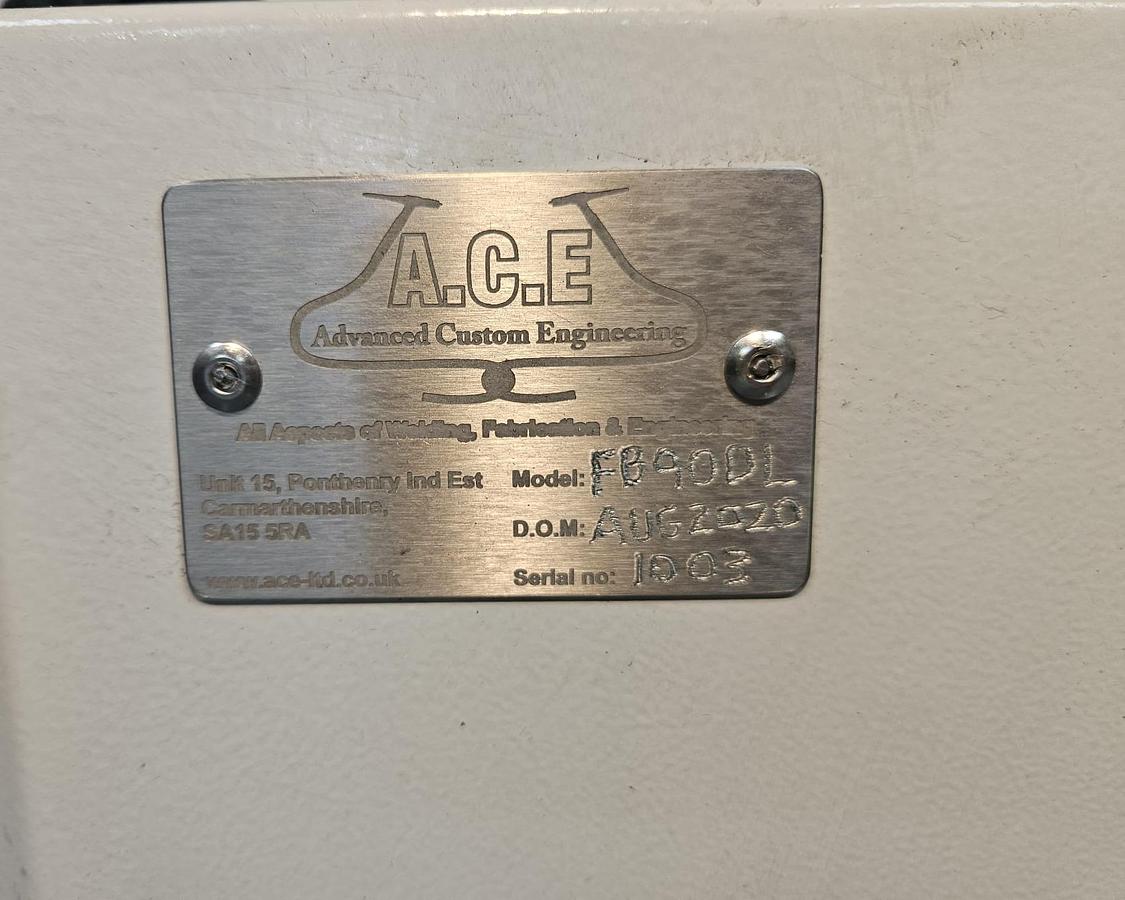 A.C.E
Advanced Custom Engineering
All Aspects of Welding, Fabrication & Engineering
Unit 15, Ponthenry Ind Est
Carmarthenshire,
SA15 5RA
www.ace-ltd.co.uk
Model: FB90DL
D.O.M: AUG2020
Serial no: 1003